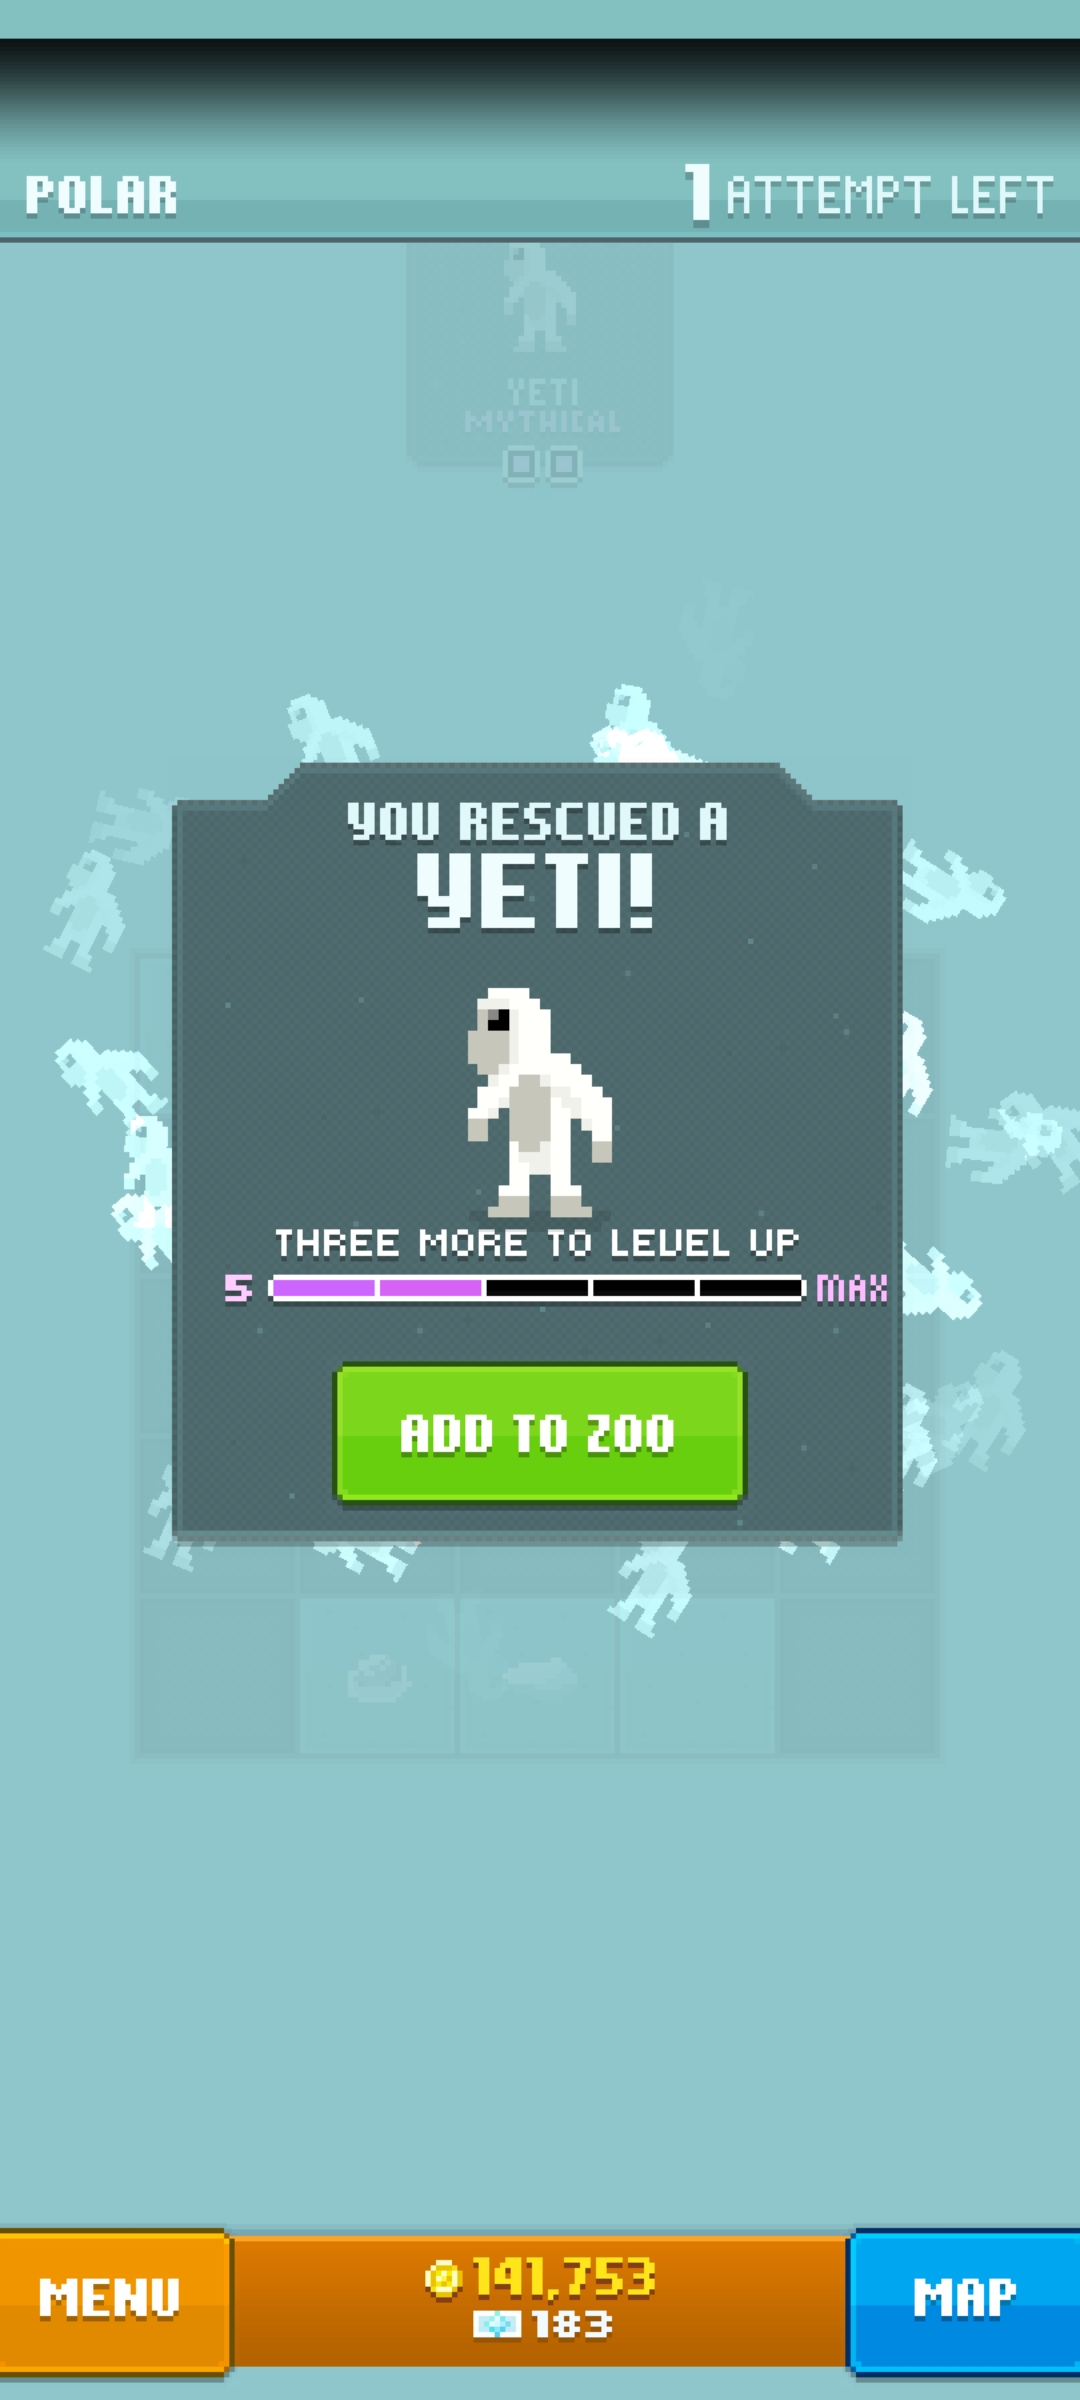 POLAR
1 ATTEMPT LEFT
YETI
MYTHICAL
YOU RESCUED A
YETI!
THREE MORE TO LEVEL UP
5 MAX
ADD TO ZOO
MENU
141,753
183
MAP